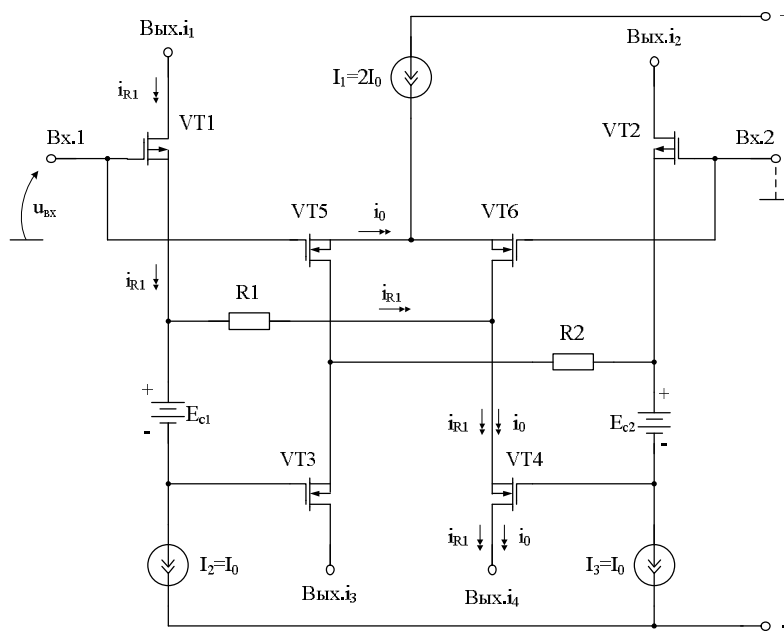 +
Вых.i1
Вых.i2
I1=2I0
iR1
VT1
VT2
Вх.1
Вх.2
uвх
VT5
i0
VT6
iR1
R1
iR1
R2
+
+
Ec1
Ec2
-
-
iR1
i0
VT3
VT4
I2=I0
iR1
i0
I3=I0
Вых.i3
Вых.i4
-